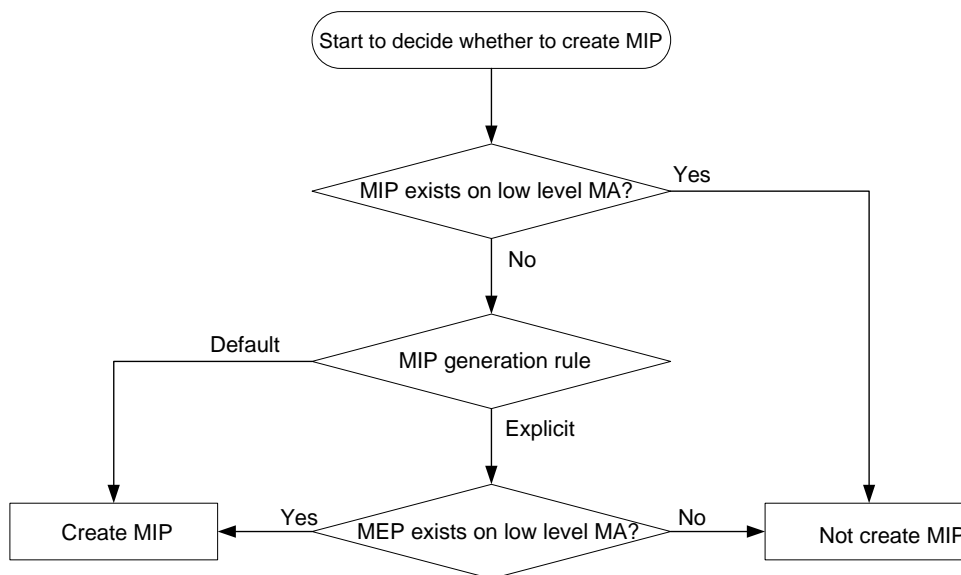 Start to decide whether to create MIP
MIP exists on low level MA?
Yes
No
Default
MIP generation rule
Explicit
Create MIP
Yes
MEP exists on low level MA?
No
Not create MIP